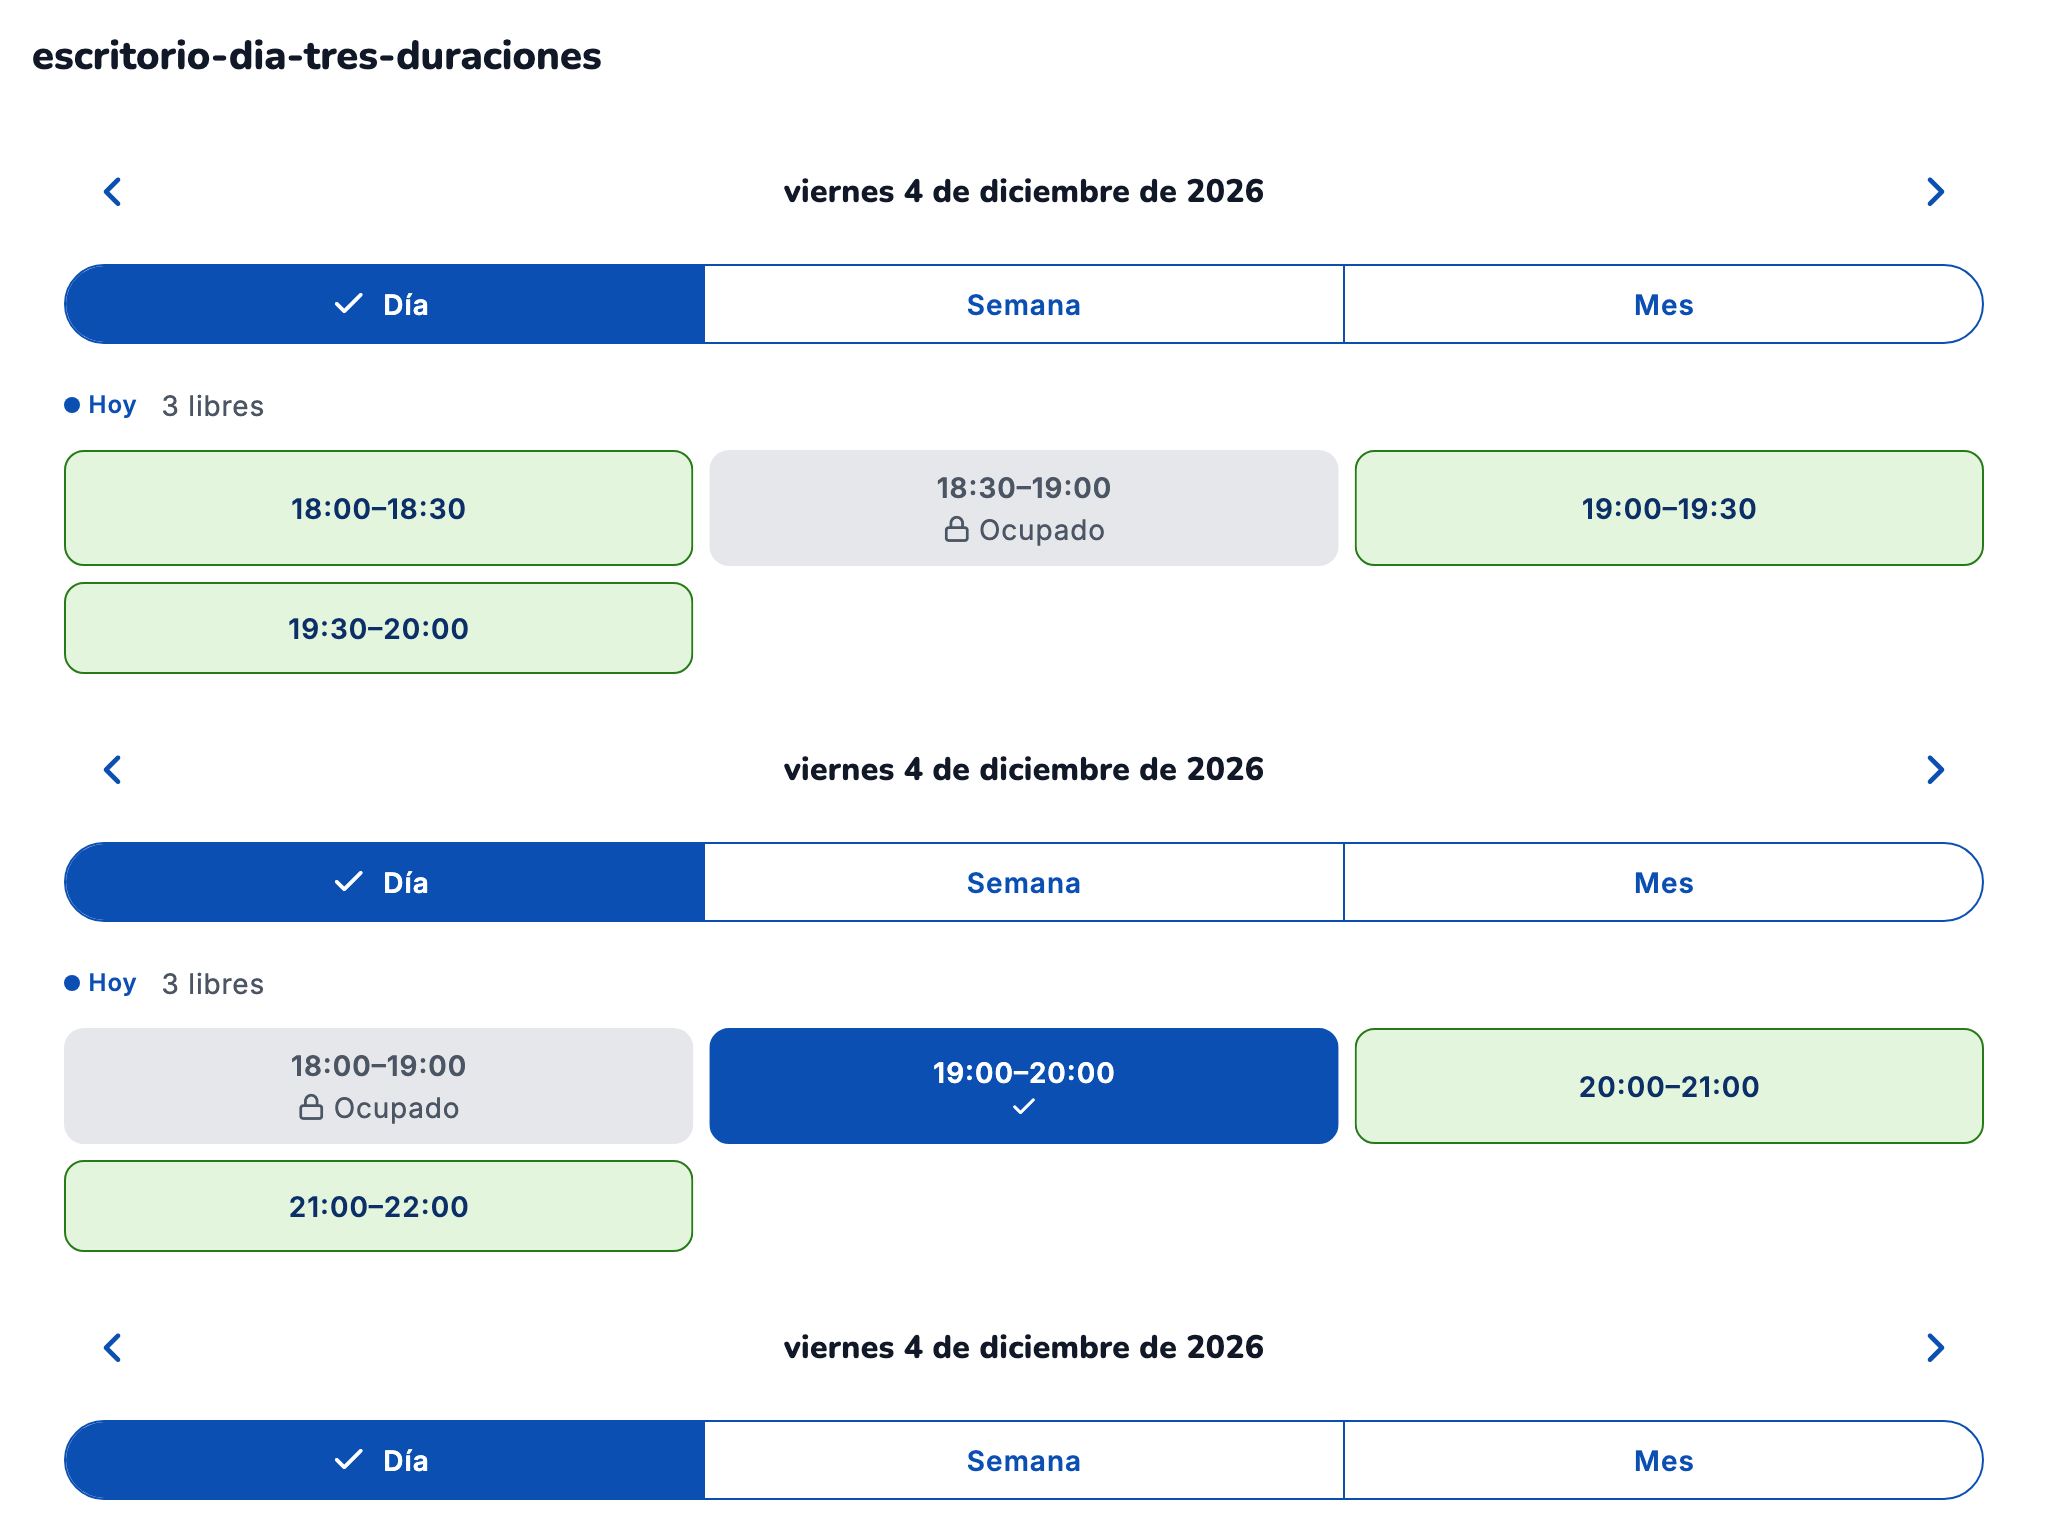 escritorio-dia-tres-duraciones
viernes 4 de diciembre de 2026
Día Semana Mes
Hoy 3 libres
18:00–18:30 18:30–19:00 19:00–19:30
Ocupado
19:30–20:00
viernes 4 de diciembre de 2026
Día Semana Mes
Hoy 3 libres
18:00–19:00 19:00–20:00 20:00–21:00
Ocupado
21:00–22:00
viernes 4 de diciembre de 2026
Día Semana Mes